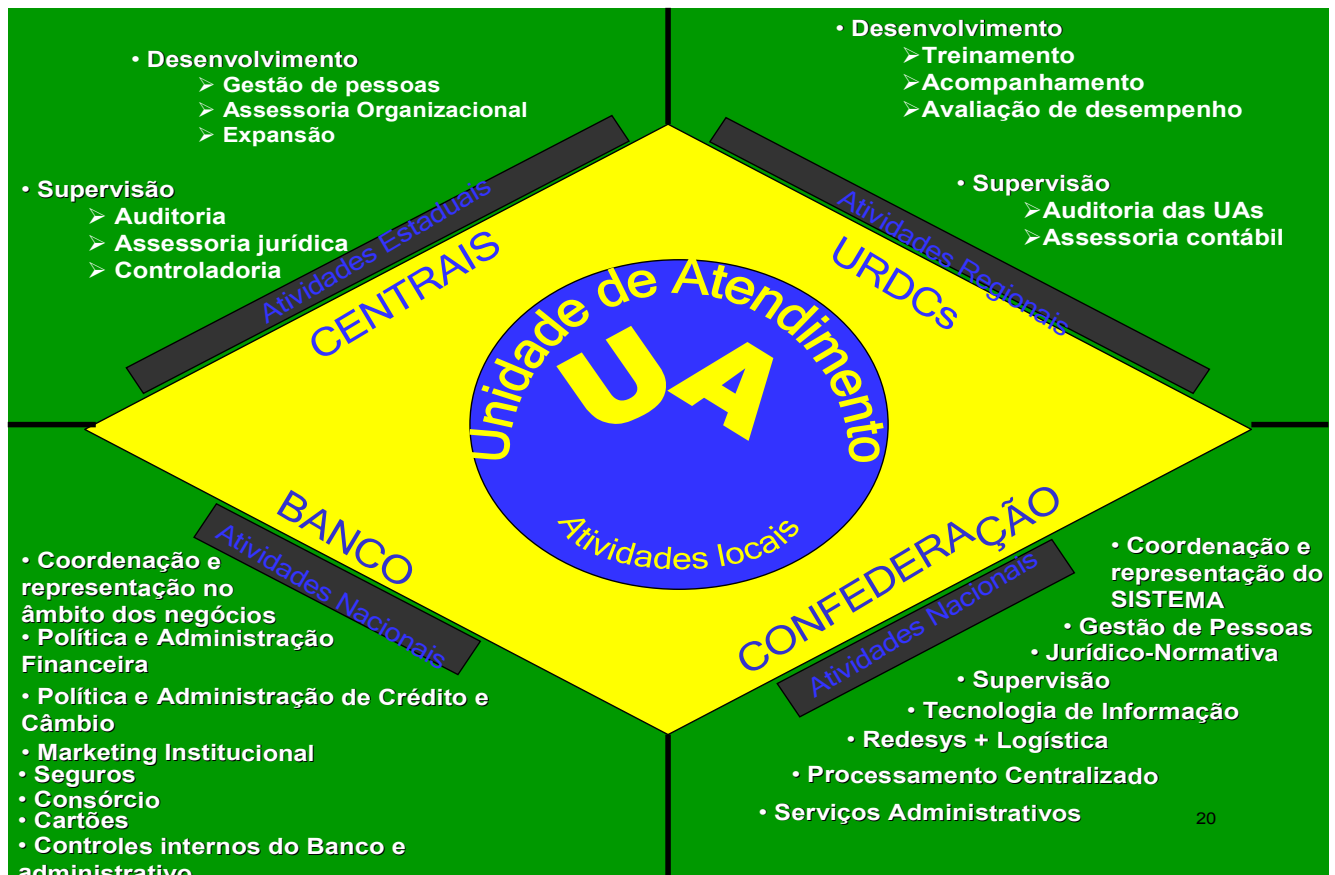 • Desenvolvimento
➢ Gestão de pessoas
➢ Assessoria Organizacional
➢ Expansão
• Supervisão
➢ Auditoria
➢ Assessoria jurídica
➢ Controladoria
Atividades Estaduais
CENTRAIS
• Desenvolvimento
➢Treinamento
➢Acompanhamento
➢Avaliação de desempenho
• Supervisão
➢Auditoria das UAs
➢Assessoria contábil
Atividades Regionais
URDCs
Unidade de Atendimento
UA
Atividades locais
BANCO
Atividades Nacionais
• Coordenação e
representação no
âmbito dos negócios
• Política e Administração
Financeira
• Política e Administração de Crédito e
Câmbio
• Marketing Institucional
• Seguros
• Consórcio
• Cartões
• Controles internos do Banco e
administrativo
CONFEDERAÇÃO
Atividades Nacionais
• Coordenação e
representação do
SISTEMA
• Gestão de Pessoas
• Jurídico-Normativa
• Supervisão
• Tecnologia de Informação
• Redesys + Logística
• Processamento Centralizado
• Serviços Administrativos
20